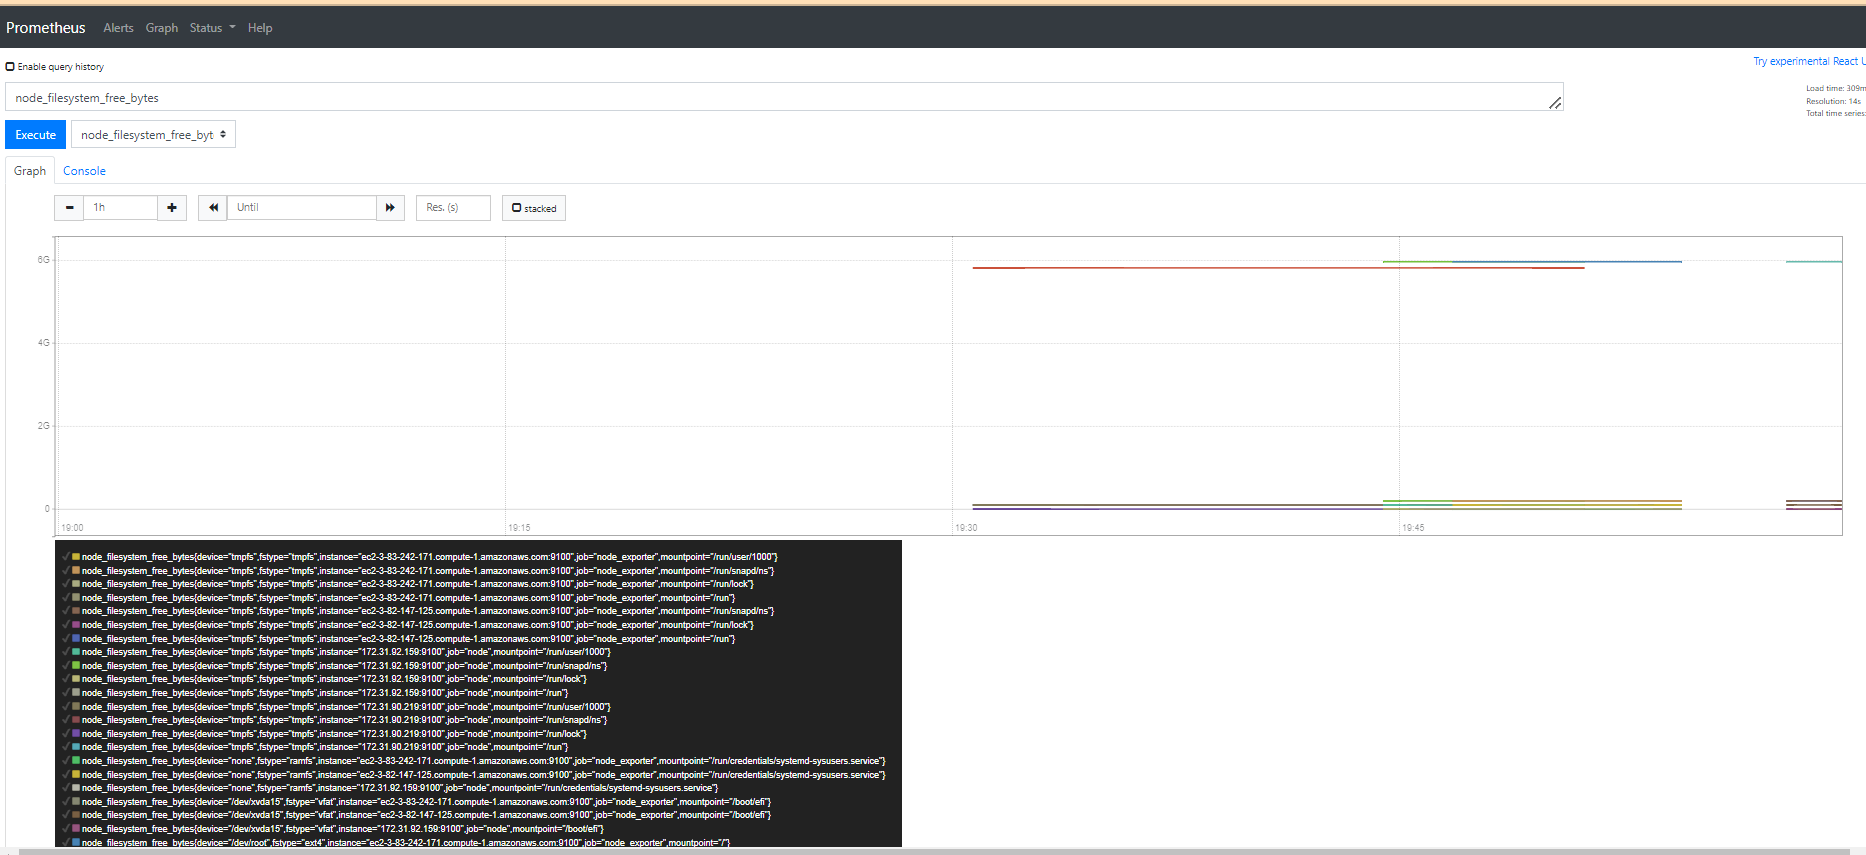 Prometheus Alerts Graph Status Help
Enable query history
Try experimental React U
node_filesystem_free_bytes
Load time: 309m
Resolution: 14s
Total time series:
Execute node_filesystem_free_byt
Graph Console
1h Until Res. (s) stacked
6G
4G
2G
0
19:00 19:15 19:30 19:45
node_filesystem_free_bytes{device="tmpfs",fstype="tmpfs",instance="ec2-3-83-242-171.compute-1.amazonaws.com:9100",job="node_exporter",mountpoint="/run/user/1000"}
node_filesystem_free_bytes{device="tmpfs",fstype="tmpfs",instance="ec2-3-83-242-171.compute-1.amazonaws.com:9100",job="node_exporter",mountpoint="/run/snapd/ns"}
node_filesystem_free_bytes{device="tmpfs",fstype="tmpfs",instance="ec2-3-83-242-171.compute-1.amazonaws.com:9100",job="node_exporter",mountpoint="/run/lock"}
node_filesystem_free_bytes{device="tmpfs",fstype="tmpfs",instance="ec2-3-83-242-171.compute-1.amazonaws.com:9100",job="node_exporter",mountpoint="/run"}
node_filesystem_free_bytes{device="tmpfs",fstype="tmpfs",instance="ec2-3-82-147-125.compute-1.amazonaws.com:9100",job="node_exporter",mountpoint="/run/snapd/ns"}
node_filesystem_free_bytes{device="tmpfs",fstype="tmpfs",instance="ec2-3-82-147-125.compute-1.amazonaws.com:9100",job="node_exporter",mountpoint="/run/lock"}
node_filesystem_free_bytes{device="tmpfs",fstype="tmpfs",instance="ec2-3-82-147-125.compute-1.amazonaws.com:9100",job="node_exporter",mountpoint="/run"}
node_filesystem_free_bytes{device="tmpfs",fstype="tmpfs",instance="172.31.92.159:9100",job="node",mountpoint="/run/user/1000"}
node_filesystem_free_bytes{device="tmpfs",fstype="tmpfs",instance="172.31.92.159:9100",job="node",mountpoint="/run/snapd/ns"}
node_filesystem_free_bytes{device="tmpfs",fstype="tmpfs",instance="172.31.92.159:9100",job="node",mountpoint="/run/lock"}
node_filesystem_free_bytes{device="tmpfs",fstype="tmpfs",instance="172.31.92.159:9100",job="node",mountpoint="/run"}
node_filesystem_free_bytes{device="tmpfs",fstype="tmpfs",instance="172.31.90.219:9100",job="node",mountpoint="/run/user/1000"}
node_filesystem_free_bytes{device="tmpfs",fstype="tmpfs",instance="172.31.90.219:9100",job="node",mountpoint="/run/snapd/ns"}
node_filesystem_free_bytes{device="tmpfs",fstype="tmpfs",instance="172.31.90.219:9100",job="node",mountpoint="/run/lock"}
node_filesystem_free_bytes{device="tmpfs",fstype="tmpfs",instance="172.31.90.219:9100",job="node",mountpoint="/run"}
node_filesystem_free_bytes{device="none",fstype="ramfs",instance="ec2-3-83-242-171.compute-1.amazonaws.com:9100",job="node_exporter",mountpoint="/run/credentials/systemd-sysusers.service"}
node_filesystem_free_bytes{device="none",fstype="ramfs",instance="ec2-3-82-147-125.compute-1.amazonaws.com:9100",job="node_exporter",mountpoint="/run/credentials/systemd-sysusers.service"}
node_filesystem_free_bytes{device="none",fstype="ramfs",instance="172.31.92.159:9100",job="node",mountpoint="/run/credentials/systemd-sysusers.service"}
node_filesystem_free_bytes{device="/dev/xvda15",fstype="vfat",instance="ec2-3-83-242-171.compute-1.amazonaws.com:9100",job="node_exporter",mountpoint="/boot/efi"}
node_filesystem_free_bytes{device="/dev/xvda15",fstype="vfat",instance="ec2-3-82-147-125.compute-1.amazonaws.com:9100",job="node_exporter",mountpoint="/boot/efi"}
node_filesystem_free_bytes{device="/dev/xvda15",fstype="vfat",instance="172.31.92.159:9100",job="node",mountpoint="/boot/efi"}
node_filesystem_free_bytes{device="/dev/root",fstype="ext4",instance="ec2-3-83-242-171.compute-1.amazonaws.com:9100",job="node_exporter",mountpoint="/"}